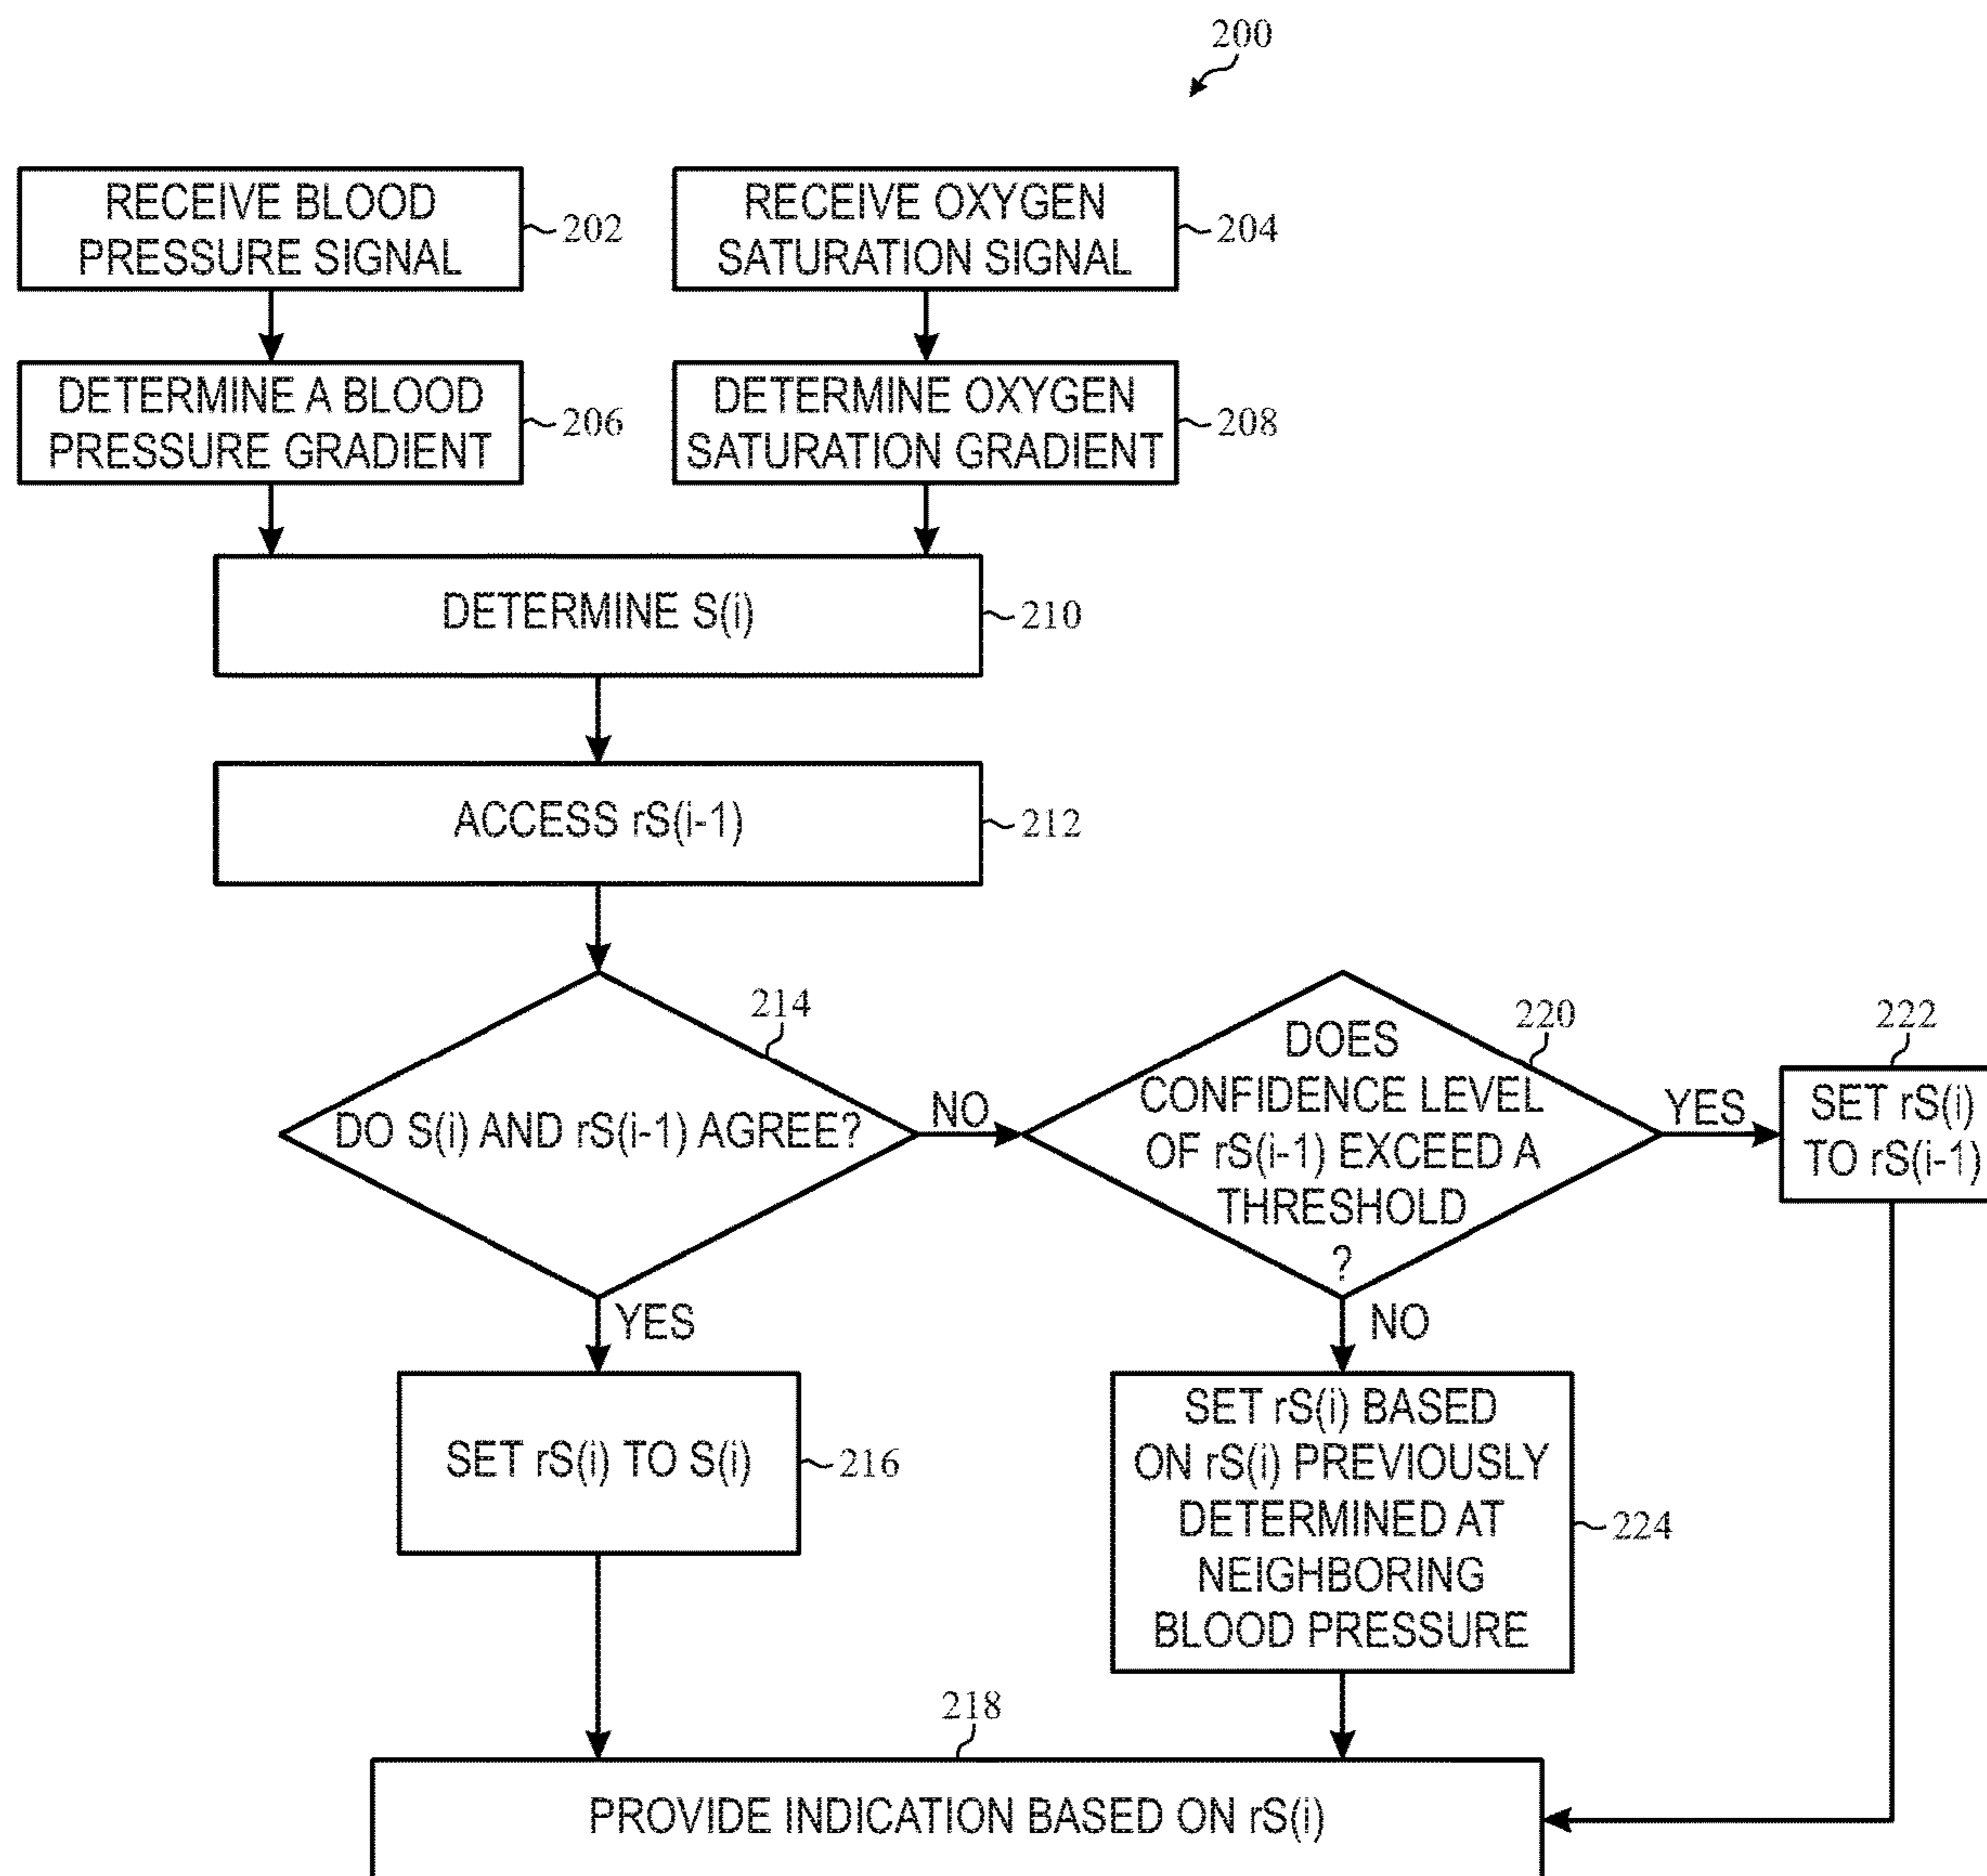 200
RECEIVE BLOOD
PRESSURE SIGNAL
202
RECEIVE OXYGEN
SATURATION SIGNAL
204
DETERMINE A BLOOD
PRESSURE GRADIENT
206
DETERMINE OXYGEN
SATURATION GRADIENT
208
DETERMINE S(i)
210
ACCESS rS(i-1)
212
214
DO S(i) AND rS(i-1) AGREE?
NO
220
DOES
CONFIDENCE LEVEL
OF rS(i-1) EXCEED A
THRESHOLD
?
YES
222
SET rS(i)
TO rS(i-1)
YES
SET rS(i) TO S(i)
216
NO
SET rS(i) BASED
ON rS(i) PREVIOUSLY
DETERMINED AT
NEIGHBORING
BLOOD PRESSURE
224
218
PROVIDE INDICATION BASED ON rS(i)